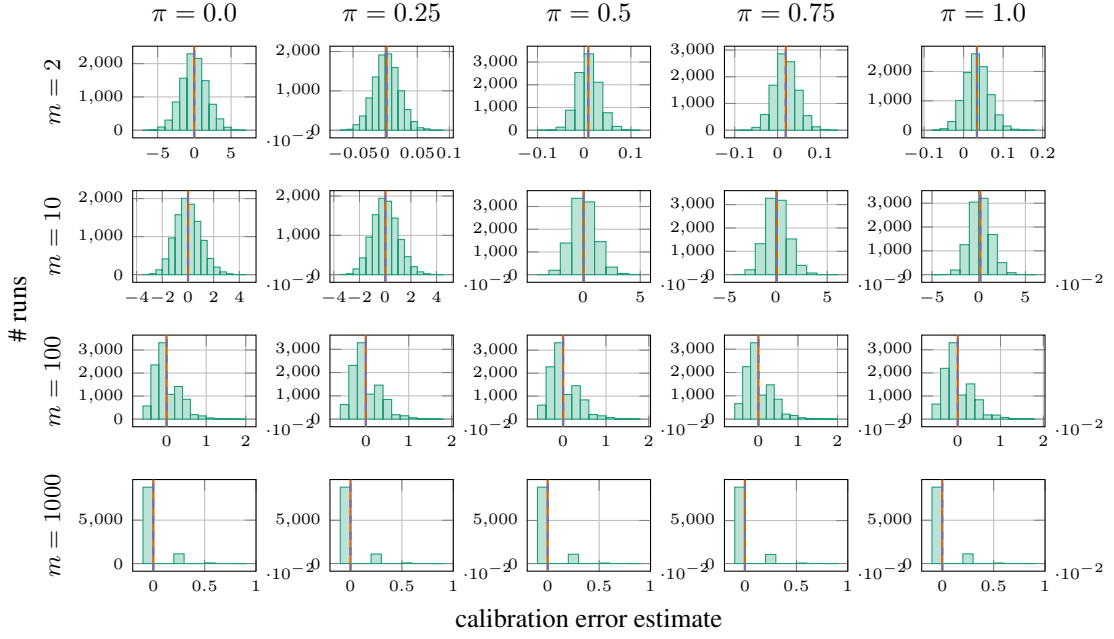 π = 0.0 π = 0.25 π = 0.5 π = 0.75 π = 1.0
m = 2
2,000 2,000 3,000 3,000 3,000
1,000 1,000 2,000 2,000 2,000
0 0 1,000 1,000 1,000
0 0 0
−5 0 5 ·10−2 −0.05 0 0.05 0.1 −0.1 0 0.1 −0.1 0 0.1 −0.1 0 0.1 0.2
m = 10
2,000 2,000 3,000 3,000 3,000
1,000 1,000 2,000 2,000 2,000
0 0 1,000 1,000 1,000
0 0 0
−4 −2 0 2 4 ·10−2 −4 −2 0 2 4 ·10−2 0 5 ·10−2 −5 0 5 ·10−2 −5 0 5 ·10−2
# runs
m = 100
3,000 3,000 3,000 3,000 3,000
2,000 2,000 2,000 2,000 2,000
1,000 1,000 1,000 1,000 1,000
0 0 0 0 0
0 1 2 ·10−2 0 1 2 ·10−2 0 1 2 ·10−2 0 1 2 ·10−2 0 1 2 ·10−2
m = 1000
5,000 5,000 5,000 5,000 5,000
0 0 0 0 0
0 0.5 1 ·10−2 0 0.5 1 ·10−2 0 0.5 1 ·10−2 0 0.5 1 ·10−2 0 0.5 1 ·10−2
calibration error estimate